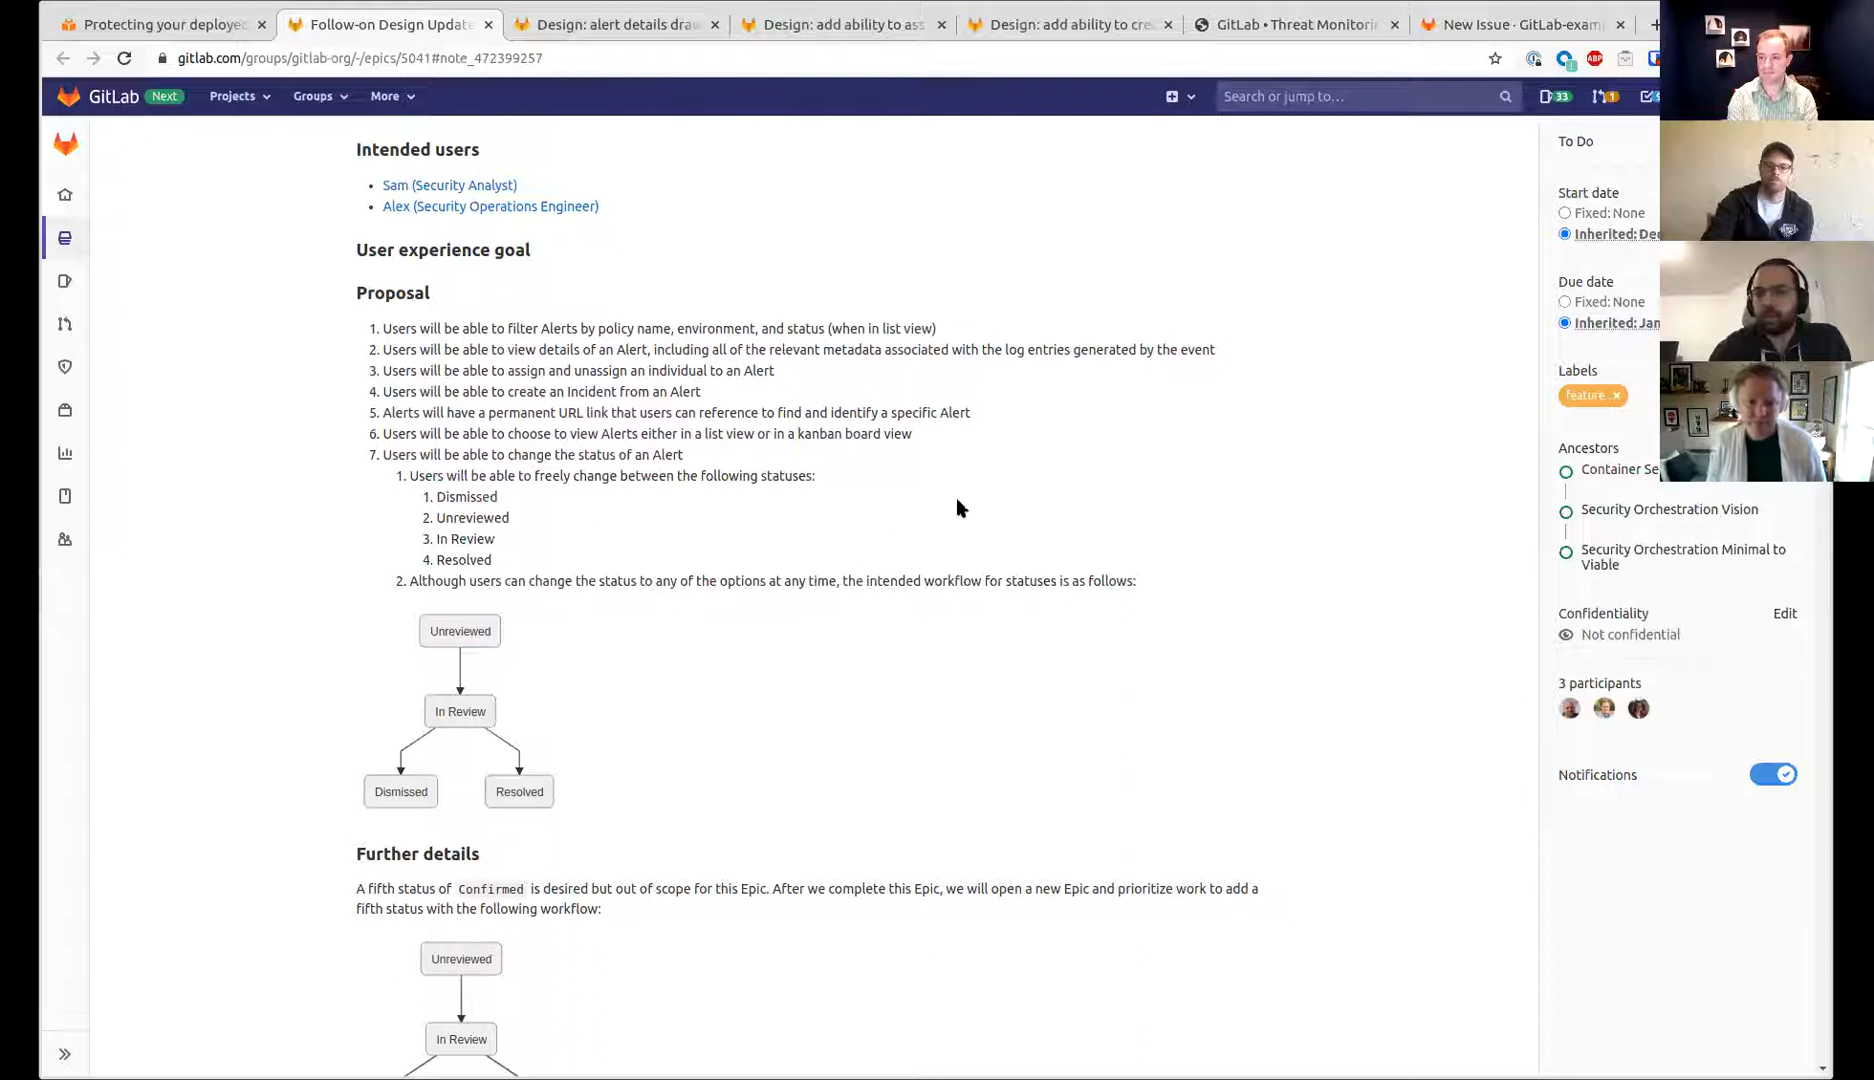 Protecting your deployed
Follow-on Design Update
Design: alert details draw
Design: add ability to ass
Design: add ability to cre
GitLab • Threat Monitorin
New Issue · GitLab-exam
gitlab.com/groups/gitlab-org/-/epics/5041#note_472399257
GitLab
Next
Projects
Groups
More
Search or jump to...
33
1
Intended users
Sam (Security Analyst)
Alex (Security Operations Engineer)
User experience goal
Proposal
1. Users will be able to filter Alerts by policy name, environment, and status (when in list view)
2. Users will be able to view details of an Alert, including all of the relevant metadata associated with the log entries generated by the event
3. Users will be able to assign and unassign an individual to an Alert
4. Users will be able to create an Incident from an Alert
5. Alerts will have a permanent URL link that users can reference to find and identify a specific Alert
6. Users will be able to choose to view Alerts either in a list view or in a kanban board view
7. Users will be able to change the status of an Alert
1. Users will be able to freely change between the following statuses:
1. Dismissed
2. Unreviewed
3. In Review
4. Resolved
2. Although users can change the status to any of the options at any time, the intended workflow for statuses is as follows:
Unreviewed
In Review
Dismissed
Resolved
Further details
A fifth status of Confirmed is desired but out of scope for this Epic. After we complete this Epic, we will open a new Epic and prioritize work to add a
fifth status with the following workflow:
Unreviewed
In Review
To Do
Start date
Fixed: None
Inherited: Dec
Due date
Fixed: None
Inherited: Jan
Labels
feature
Ancestors
Container Se
Security Orchestration Vision
Security Orchestration Minimal to
Viable
Confidentiality
Edit
Not confidential
3 participants
Notifications